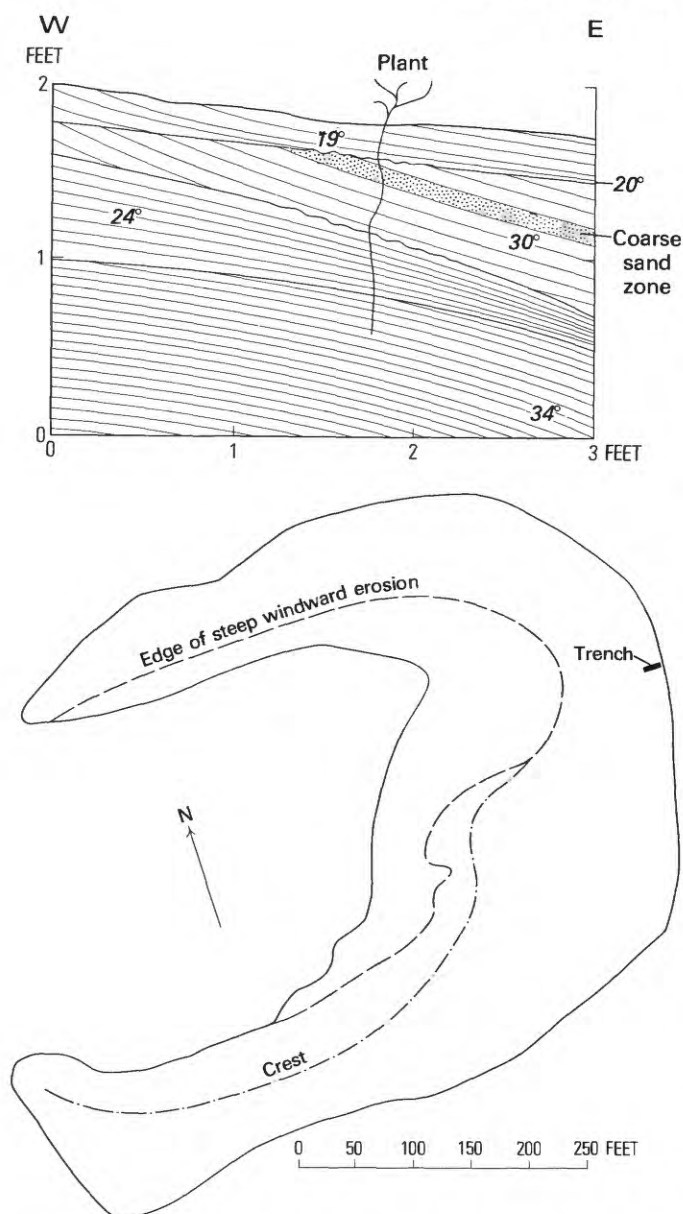 W
E
FEET
Plant
2
19°
20°
24°
30°
Coarse
sand
zone
1
34°
0
0
1
2
3 FEET
Edge of steep windward erosion
Trench
N
Crest
0 50 100 150 200 250 FEET